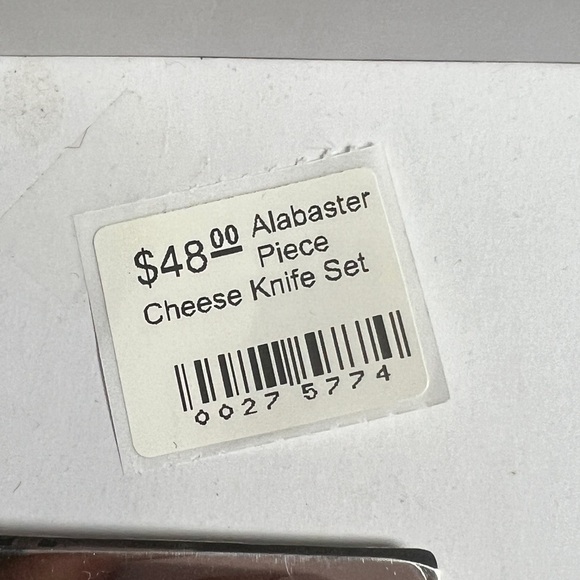 $48.00 Alabaster
Piece
Cheese Knife Set
0027 5774